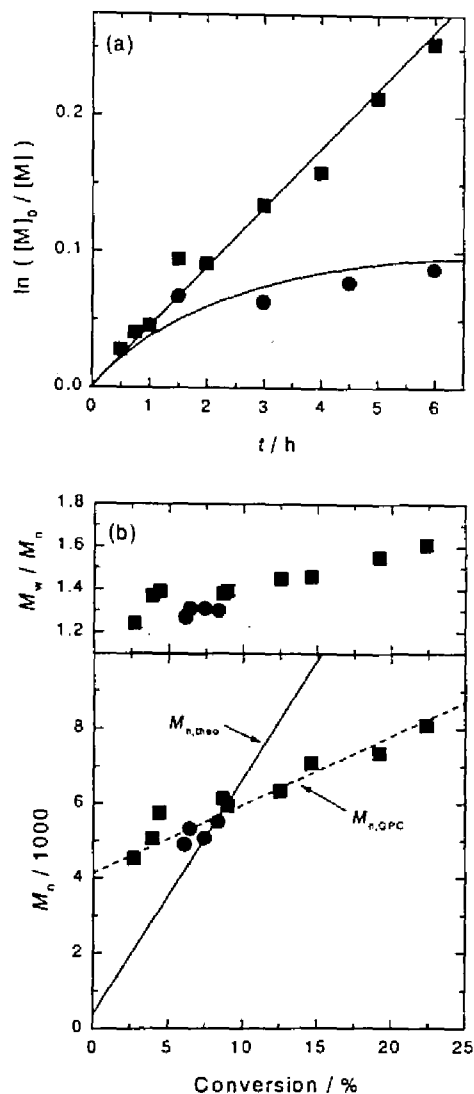 (a)
0.2
0.1
0.0
ln ( [M]₀ / [M] )
0 1 2 3 4 5 6
t / h
(b)
1.8
1.6
1.4
1.2
Mw / Mn
Mn,theo
Mn,GPC
8
6
4
2
0
Mn / 1000
0 5 10 15 20 25
Conversion / %